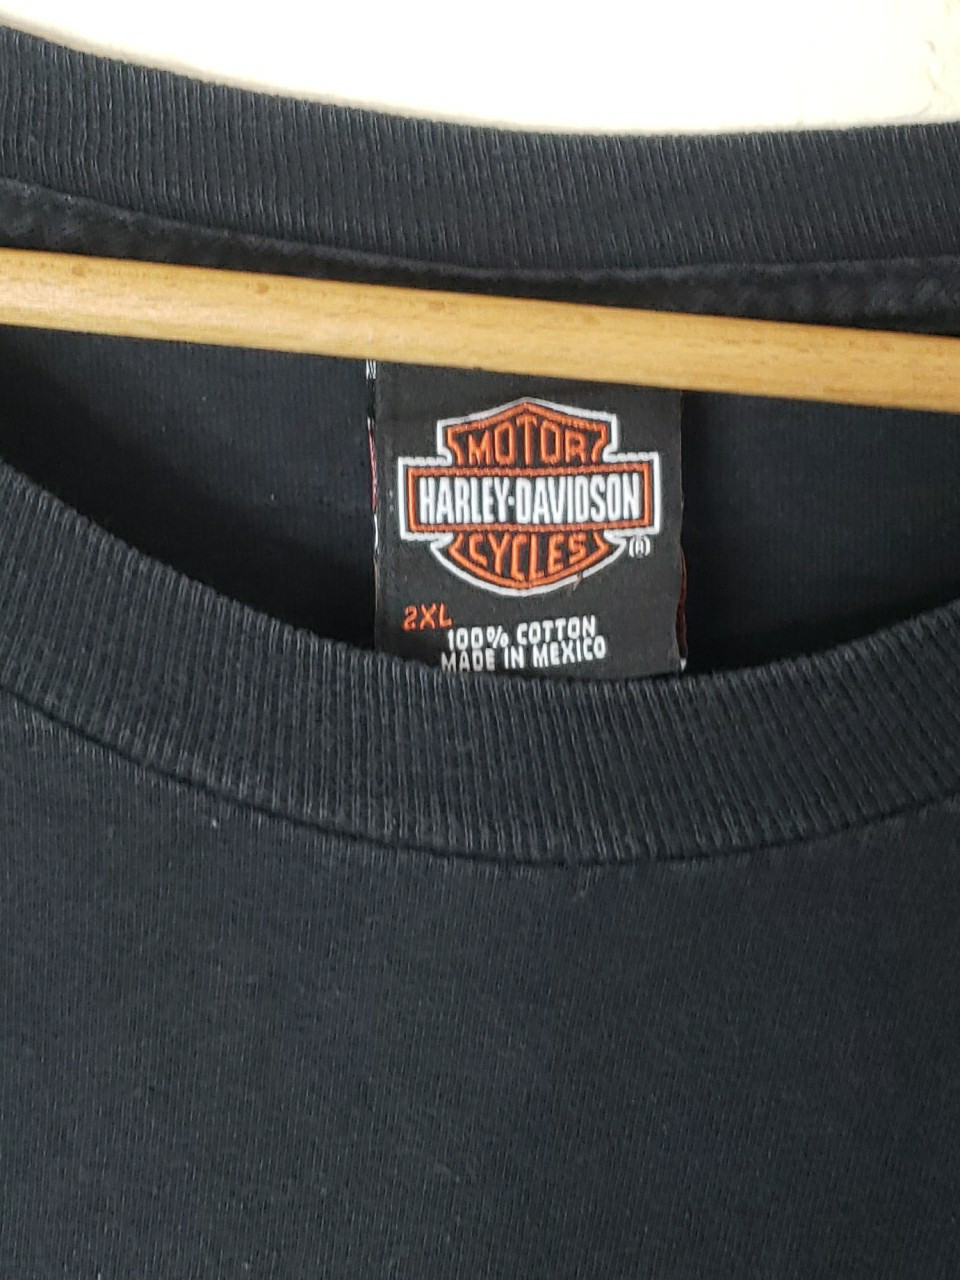 MOTOR
HARLEY-DAVIDSON
CYCLES
®
2XL
100% COTTON
MADE IN MEXICO